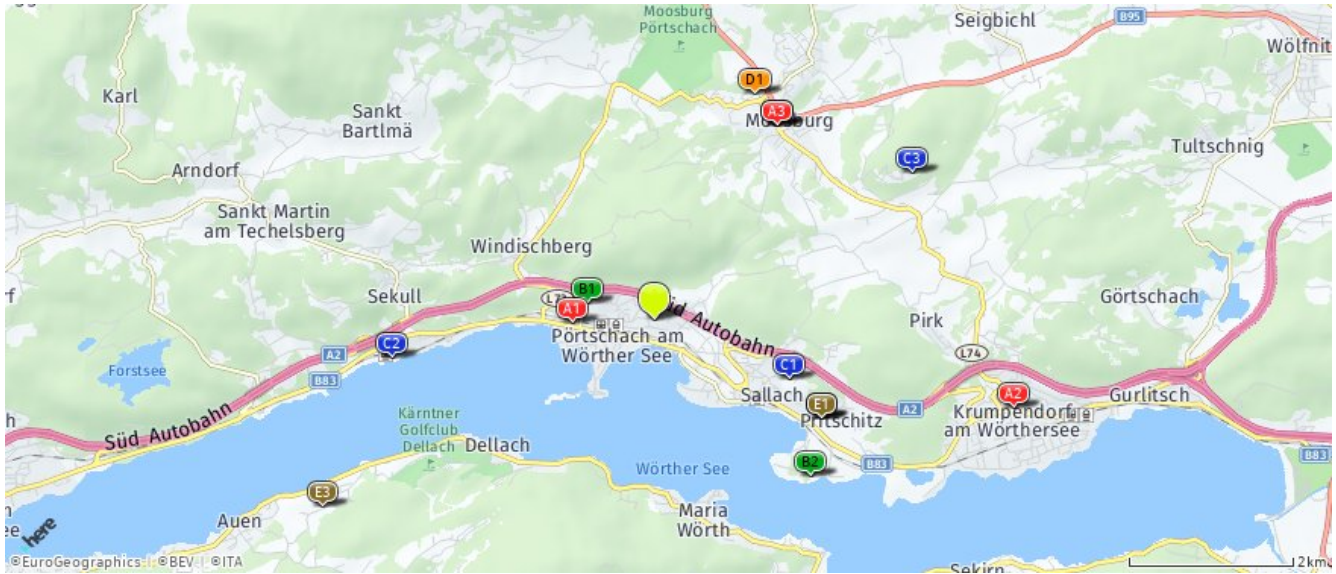 Moosburg
Pörtschach
Seigbichl
B95
Wölfnit
D1
Karl
A3
Sankt
Bartlmä
Tultschnig
C3
Arndorf
Sankt Martin
am Techelsberg
Windischberg
Sekull
B1
A1
Görtschach
Pirk
Süd Autobahn
Pörtschach am
Wörther See
C2
A2
L74
Forstsee
B83
C1
Sallach
E1
Pritschitz
A2
A2
Krumpendorf
am Wörthersee
Gurlitsch
Süd Autobahn
Kärntner
Golfclub
Dellach
Dellach
Wörther See
B2
B83
B83
E3
Auen
Maria
Wörth
here
©EuroGeographics | ©BEV | ©ITA
Sekirn
2km